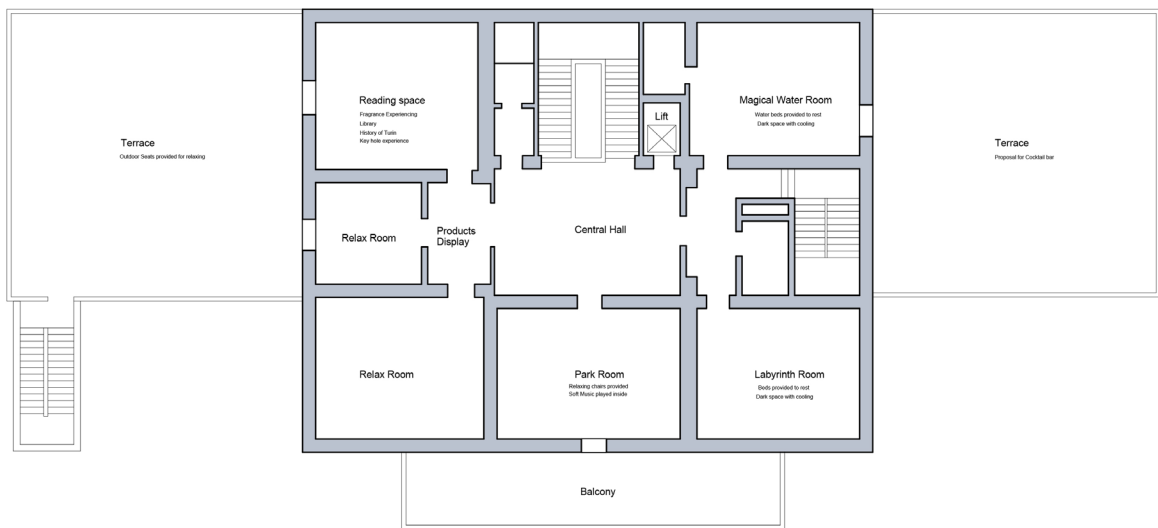 Reading space
Fragrance Experiencing
Library
History of Turin
Key hole experience
Terrace
Outdoor Seats provided for relaxing
Lift
Magical Water Room
Water beds provided to rest
Dark space with cooling
Terrace
Proposal for Cocktail bar
Relax Room
Products
Display
Central Hall
Relax Room
Park Room
Relaxing chairs provided
Soft Music played inside
Labyrinth Room
Beds provided to rest
Dark space with cooling
Balcony